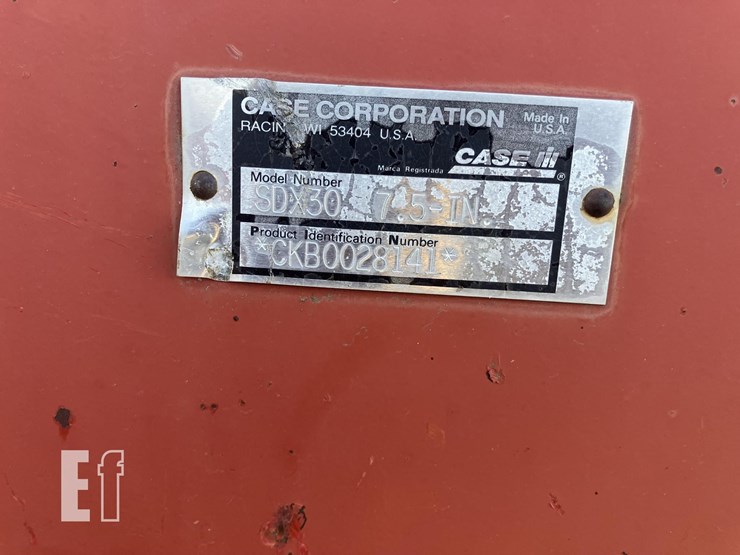 CASE CORPORATION
Made In
U.S.A.
RACIN WI 53404 U.S.A.
CASE IH
Marca Registrada
®
Model Number
SDX30 7.5 IN
Product Identification Number
*CKB0028141*
Ef